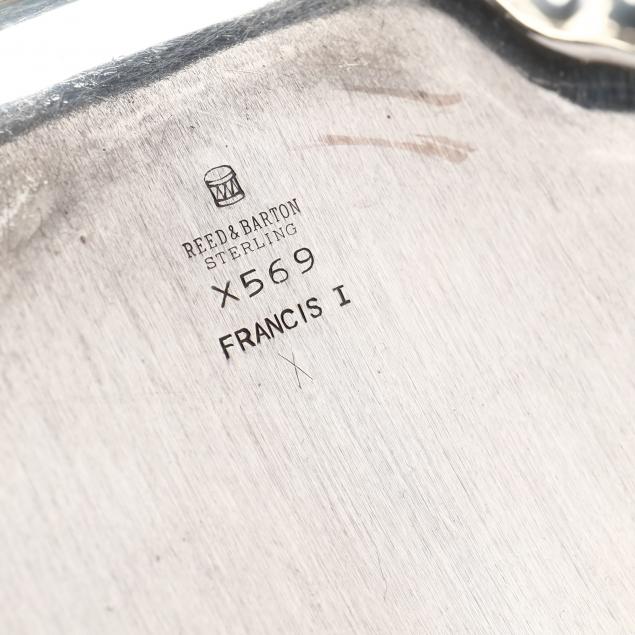 REED & BARTON
STERLING
X569
FRANCIS I
X